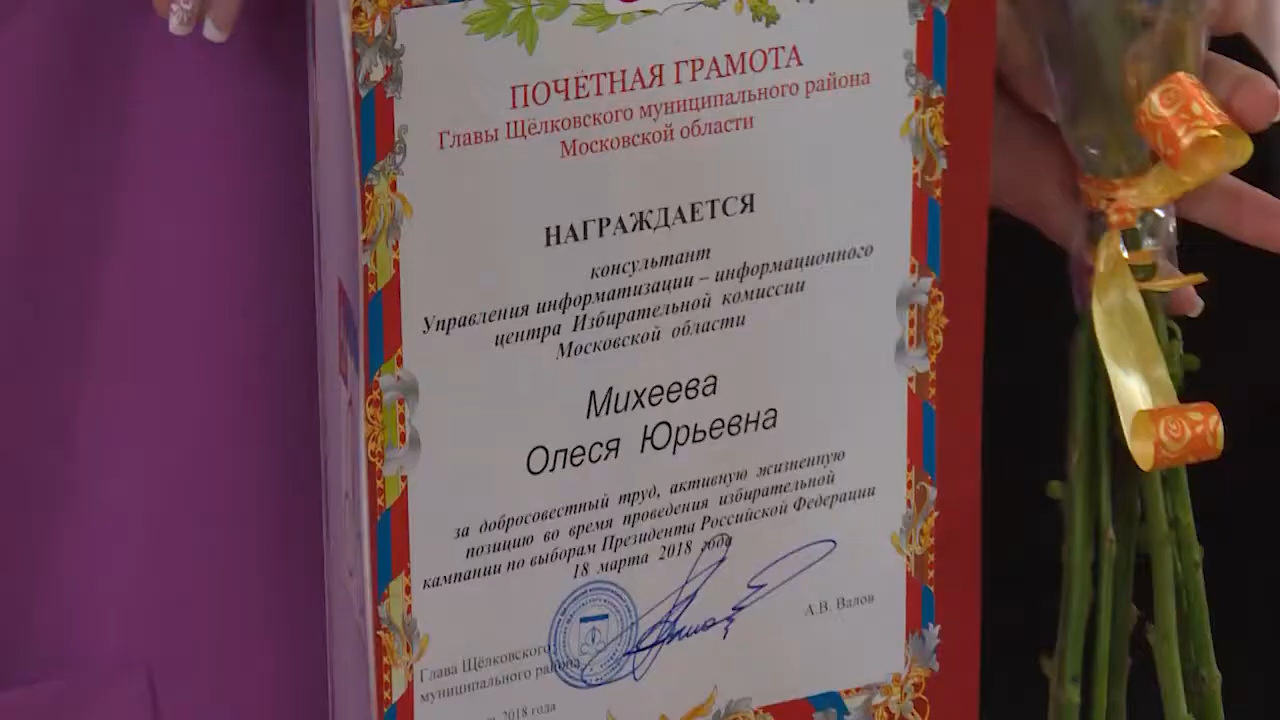 ПОЧЁТНАЯ ГРАМОТА
Главы Щёлковского муниципального района
Московской области
НАГРАЖДАЕТСЯ
консультант
Управления информатизации – информационного
центра Избирательной комиссии
Московской области
Михеева
Олеся Юрьевна
за добросовестный труд, активную жизненную
позицию во время проведения избирательной
кампании по выборам Президента Российской Федерации
18 марта 2018 года
Глава Щёлковского
муниципального района
А.В. Валов
2018 года